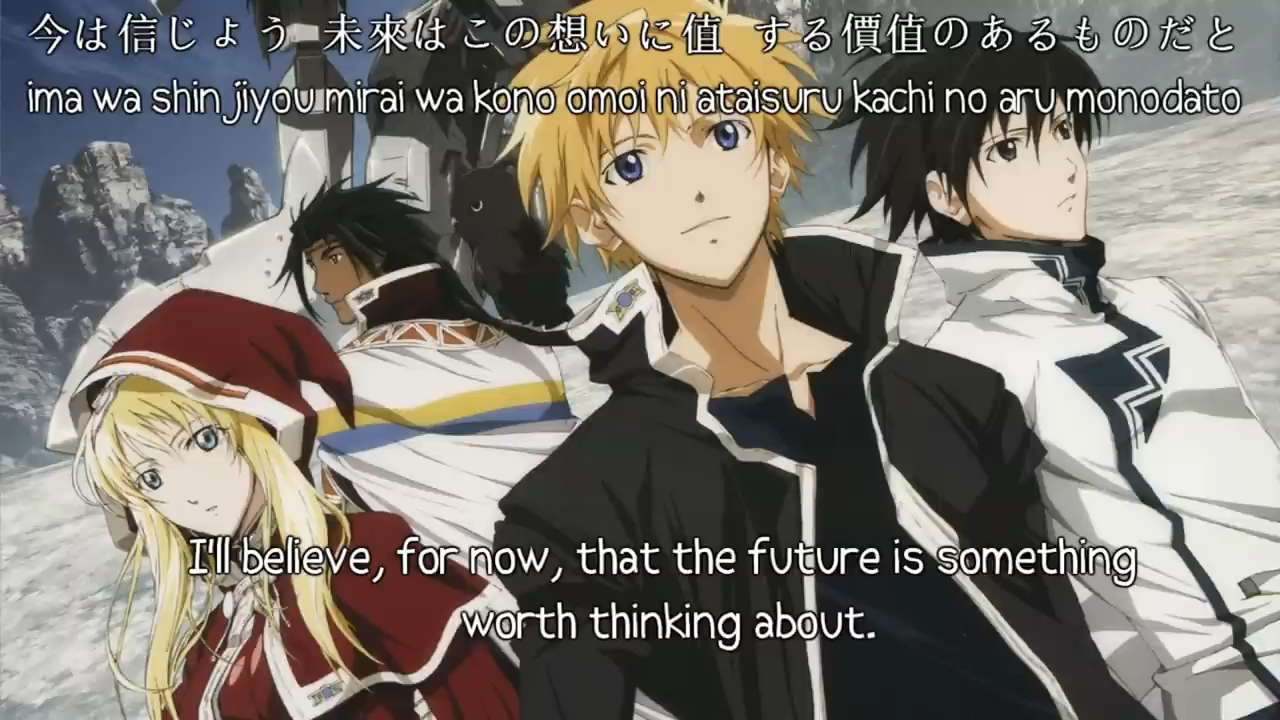 今は信じよう 未來はこの想いに値 する價值のあるものだと
ima wa shin jiyou mirai wa kono omoi ni ataisuru kachi no aru monodato
I'll believe, for now, that the future is something
worth thinking about.